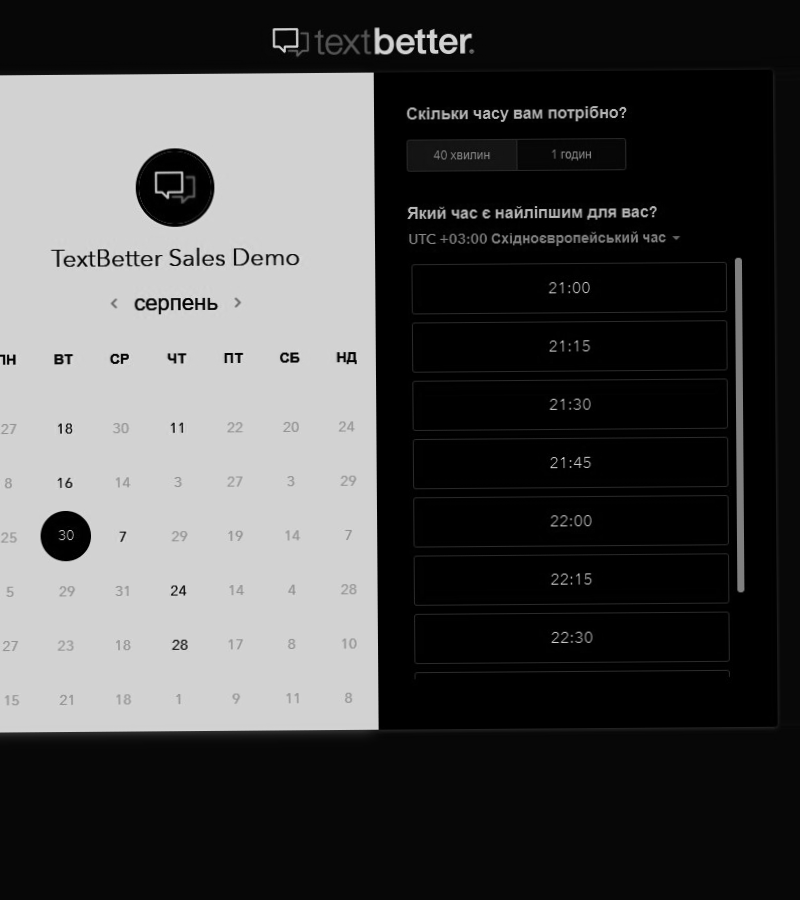 textbetter.
TextBetter Sales Demo
серпень
ПН ВТ СР ЧТ ПТ СБ НД
27 18 30 11 22 20 24
8 16 14 3 27 3 29
25 30 7 29 19 14 7
5 29 31 24 14 4 28
27 23 18 28 17 8 10
15 21 18 1 9 11 8
Скільки часу вам потрібно?
40 хвилин 1 годин
Який час є найліпшим для вас?
UTC +03:00 Східноєвропейський час
21:00
21:15
21:30
21:45
22:00
22:15
22:30